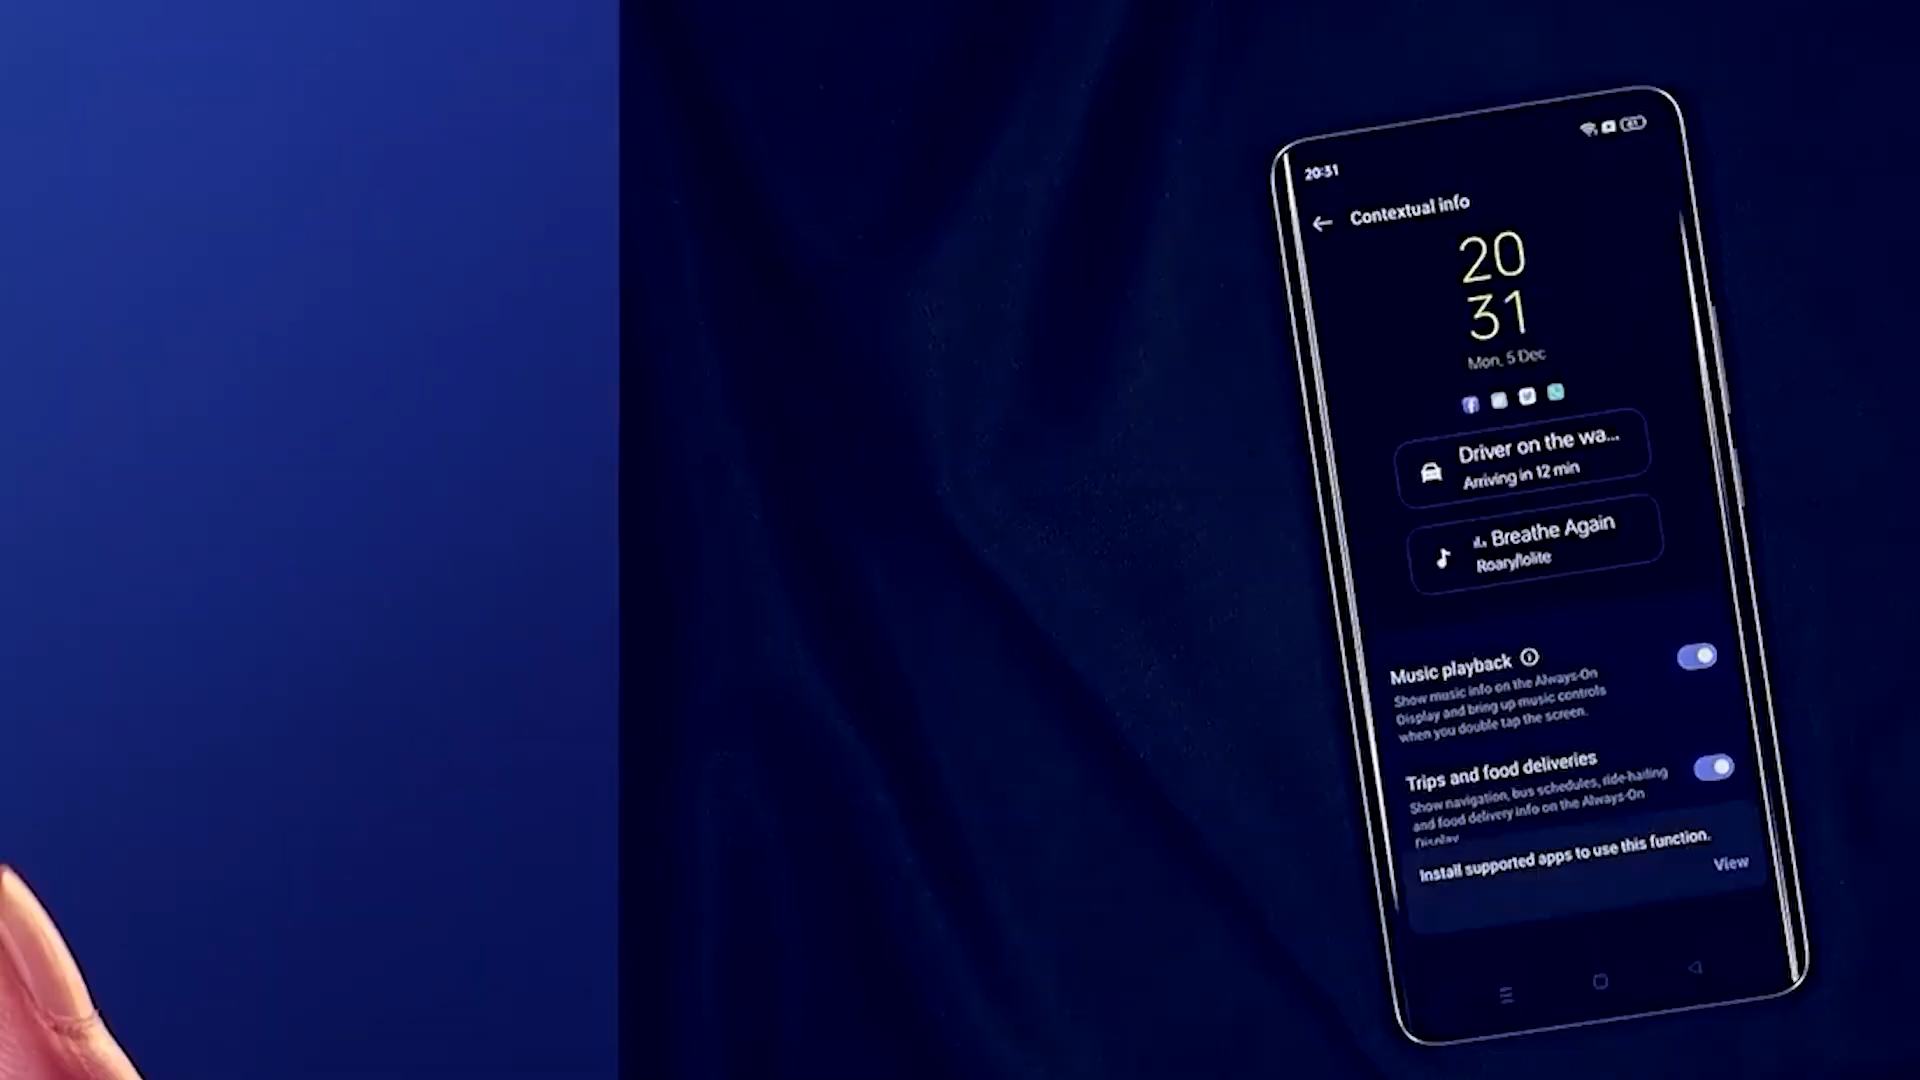 20:31
Contextual info
20
31
Mon, 5 Dec
Driver on the wa...
Arriving in 12 min
Breathe Again
Roary/lolite
Music playback
Show music info on the Always-On
Display and bring up music controls
when you double tap the screen.
Trips and food deliveries
Show navigation, bus schedules, ride-hailing
and food delivery info on the Always-On
Display
Install supported apps to use this function.
View